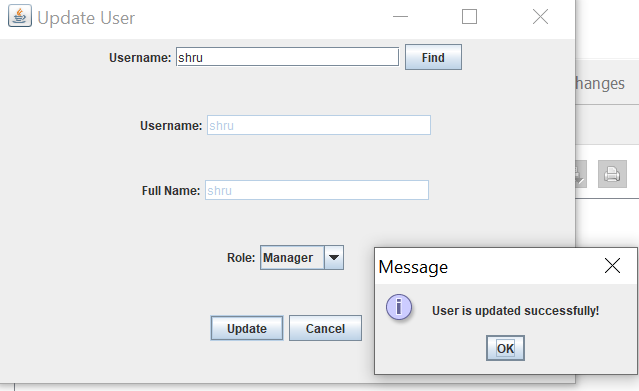 Update User
Username: shru Find
hanges
Username: shru
Full Name: shru
Role: Manager
Message
User is updated successfully!
Update Cancel
OK